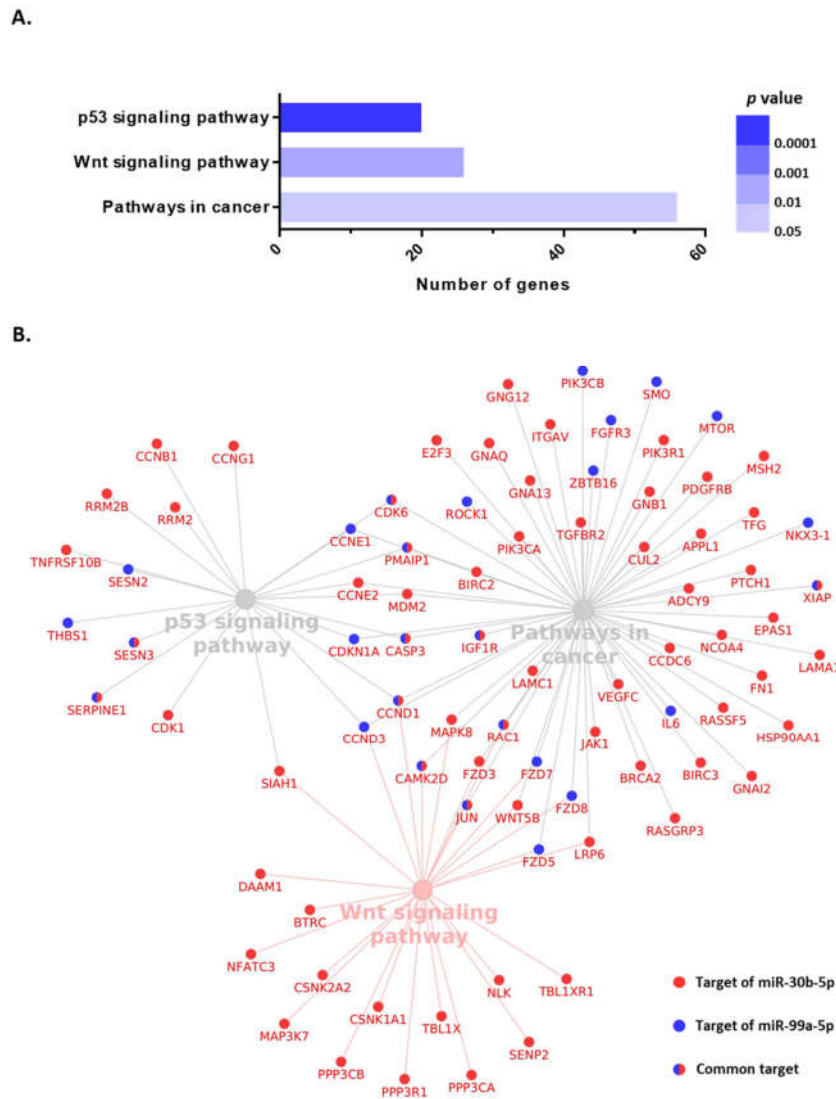 A.
p53 signaling pathway
Wnt signaling pathway
Pathways in cancer
0
20
40
60
Number of genes
p value
0.0001
0.001
0.01
0.05
B.
PIK3CB
GNG12
SMO
MTOR
ITGAV
FGFR3
CCNB1
CCNG1
E2F3
GNAQ
PIK3R1
MSH2
ZBTB16
GNA13
PDGFRB
RRM2B
GNB1
RRM2
CDK6
ROCK1
TGFBR2
TFG
NKX3-1
CCNE1
PIK3CA
APPL1
TNFRSF10B
PMAIP1
CUL2
SESN2
BIRC2
PTCH1
CCNE2
ADCY9
XIAP
MDM2
p53 signaling
pathway
Pathways in
cancer
THBS1
EPAS1
SESN3
CDKN1A
CASP3
IGF1R
NCOA4
CCDC6
LAMA
LAMC1
FN1
SERPINE1
VEGFC
CCND1
RASSF5
CDK1
MAPK8
RAC1
IL6
CCND3
HSP90AA1
JAK1
SIAH1
CAMK2D
FZD3
FZD7
BRCA2
BIRC3
GNAI2
JUN
WNT5B
FZD8
RASGRP3
FZD5
LRP6
DAAM1
Wnt signaling
pathway
BTRC
NFATC3
CSNK2A2
NLK
TBL1XR1
MAP3K7
CSNK1A1
TBL1X
SENP2
PPP3CB
PPP3R1
PPP3CA
Target of miR-30b-5p
Target of miR-99a-5p
Common target